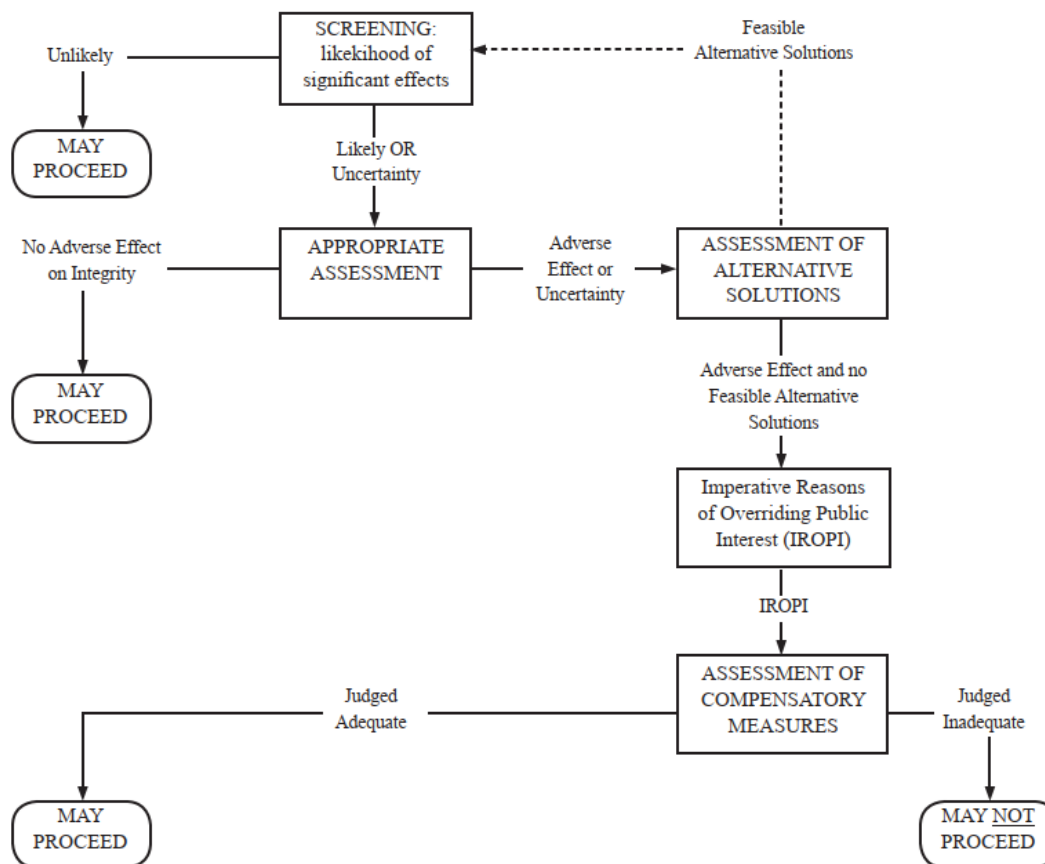 SCREENING:
likekihood of
significant effects
Unlikely
Feasible
Alternative Solutions
MAY
PROCEED
Likely OR
Uncertainty
No Adverse Effect
on Integrity
APPROPRIATE
ASSESSMENT
Adverse
Effect or
Uncertainty
ASSESSMENT OF
ALTERNATIVE
SOLUTIONS
MAY
PROCEED
Adverse Effect and no
Feasible Alternative
Solutions
Imperative Reasons
of Overriding Public
Interest (IROPI)
IROPI
ASSESSMENT OF
COMPENSATORY
MEASURES
Judged
Adequate
Judged
Inadequate
MAY
PROCEED
MAY NOT
PROCEED